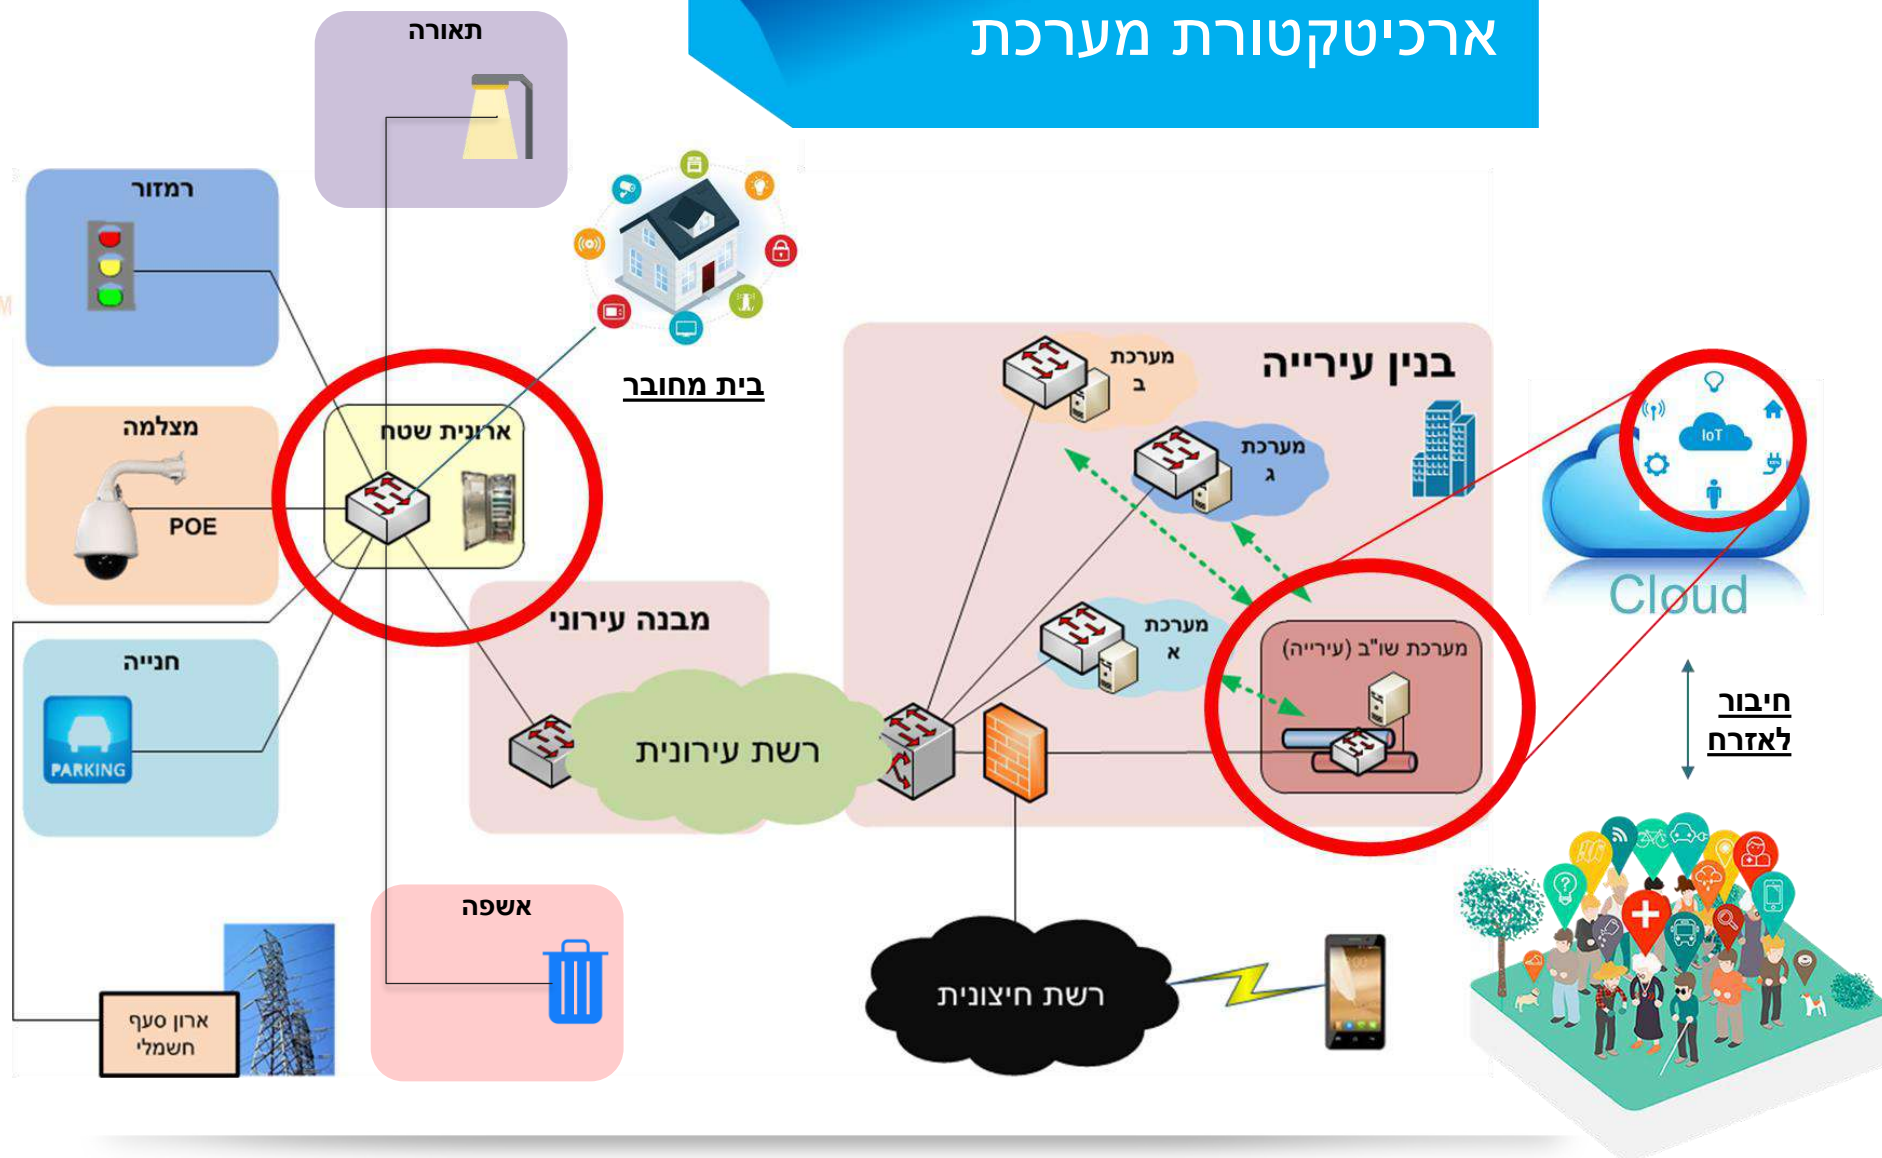 ארכיטקטורת מערכת
תאורה
רמזור
בית מחובר
מצלמה
POE
ארונית שטח
חנייה
PARKING
מבנה עירוני
רשת עירונית
בנין עירייה
מערכת
ב
מערכת
ג
מערכת
א
מערכת שו"ב (עירייה)
IoT
Cloud
חיבור
לאזרח
אשפה
ארון סעף
חשמלי
רשת חיצונית